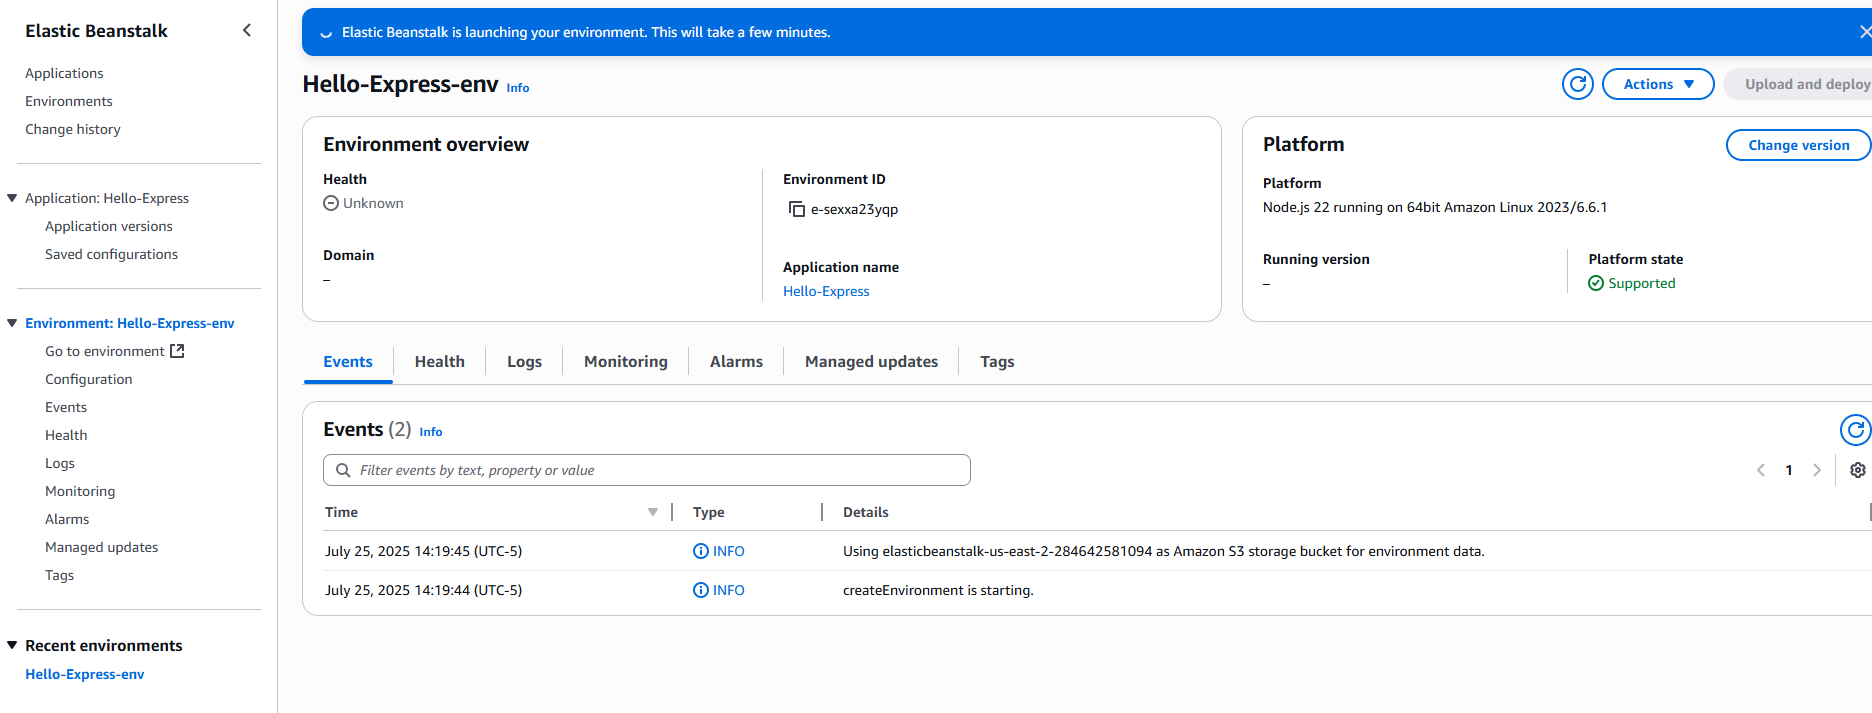 Elastic Beanstalk
Applications
Environments
Change history
Application: Hello-Express
Application versions
Saved configurations
Environment: Hello-Express-env
Go to environment
Configuration
Events
Health
Logs
Monitoring
Alarms
Managed updates
Tags
Recent environments
Hello-Express-env
Elastic Beanstalk is launching your environment. This will take a few minutes.
Hello-Express-env Info
Actions
Upload and deploy
Environment overview
Health
Unknown
Domain
–
Environment ID
e-sexxa23yqp
Application name
Hello-Express
Platform
Change version
Platform
Node.js 22 running on 64bit Amazon Linux 2023/6.6.1
Running version
–
Platform state
Supported
Events Health Logs Monitoring Alarms Managed updates Tags
Events (2) Info
Filter events by text, property or value
1
Time Type Details
July 25, 2025 14:19:45 (UTC-5) INFO Using elasticbeanstalk-us-east-2-284642581094 as Amazon S3 storage bucket for environment data.
July 25, 2025 14:19:44 (UTC-5) INFO createEnvironment is starting.